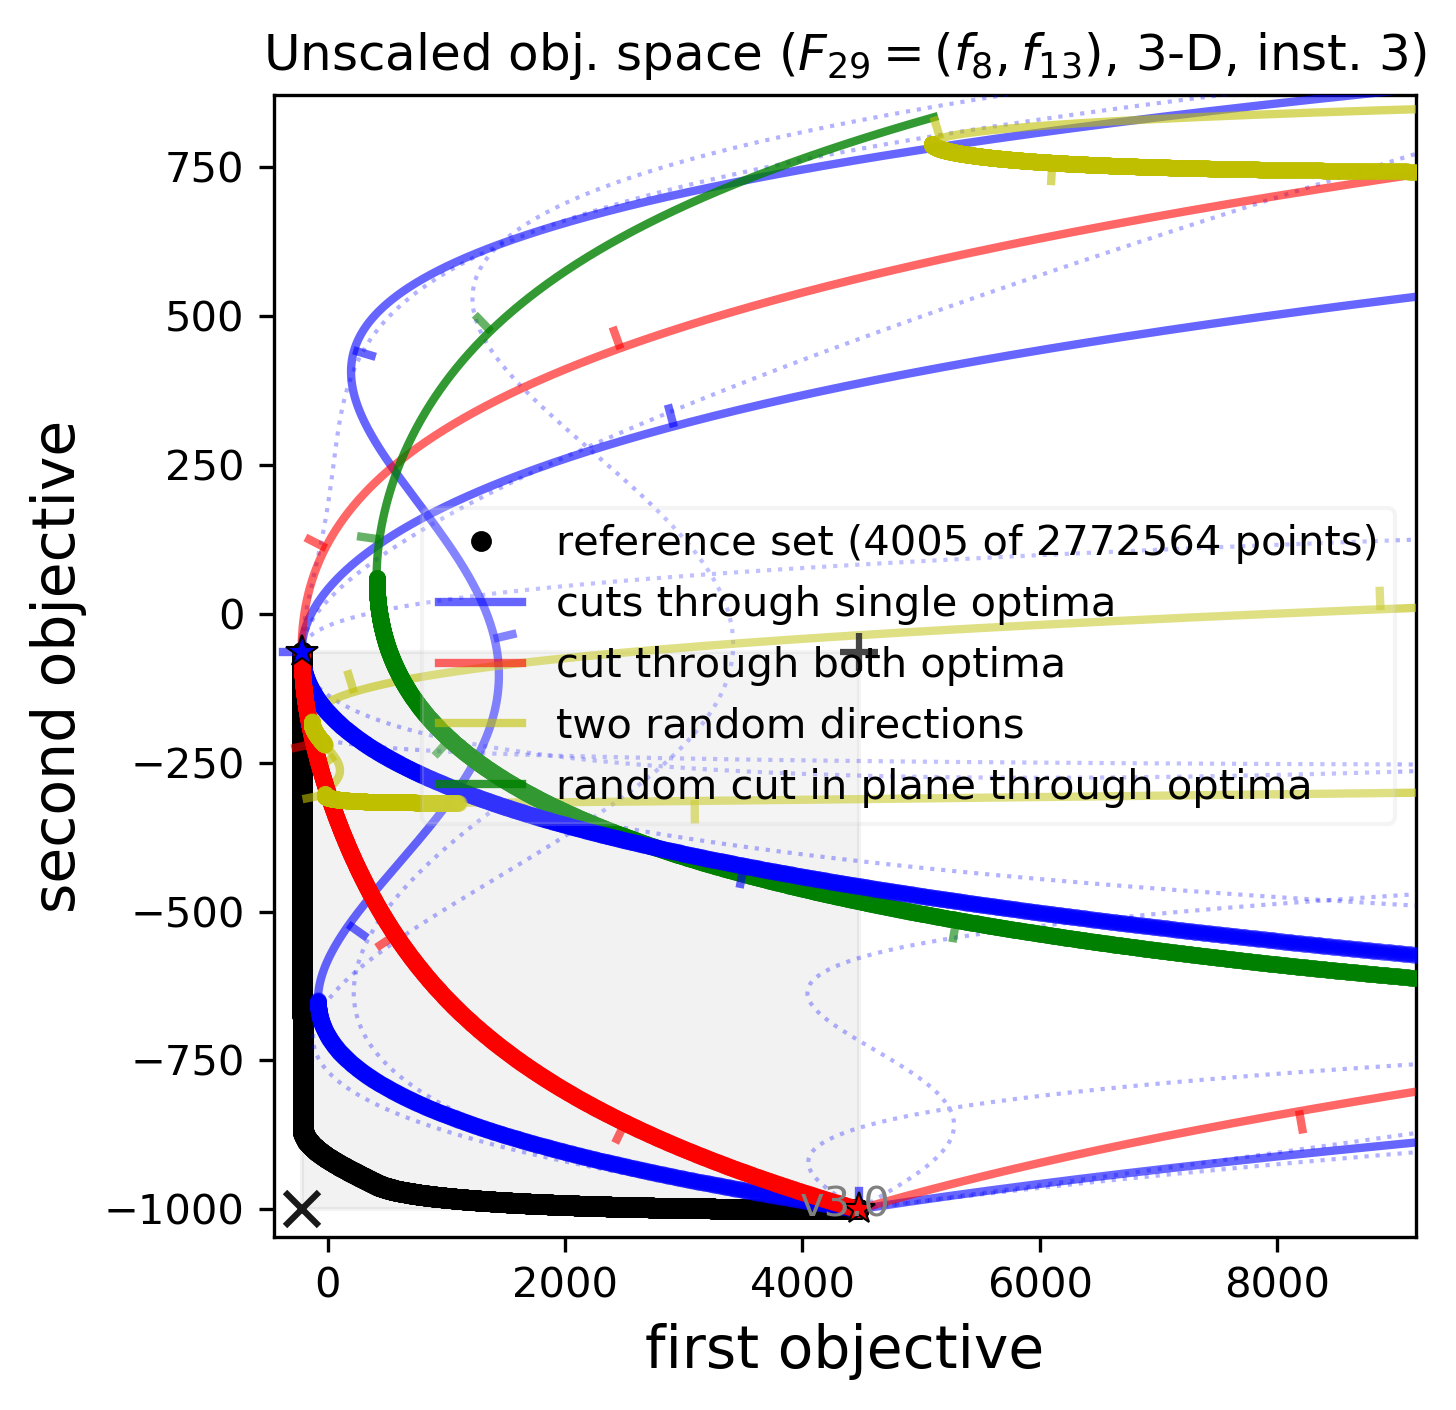 Unscaled obj. space (F₂₉ = (f₈, f₁₃), 3-D, inst. 3)
second objective
750
500
250
0
−250
−500
−750
−1000
reference set (4005 of 2772564 points)
cuts through single optima
cut through both optima
two random directions
random cut in plane through optima
v3.0
0 2000 4000 6000 8000
first objective